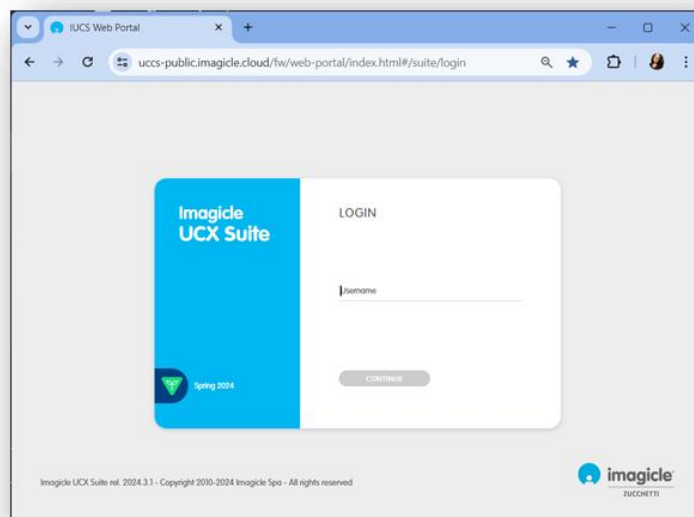 IUCS Web Portal
uccs-public.imagicle.cloud/fw/web-portal/index.html#/suite/login
Imagicle
UCX Suite
LOGIN
Username
CONTINUE
Spring 2024
Imagicle UCX Suite rel. 2024.3.1 - Copyright 2010-2024 Imagicle Spa - All rights reserved
imagicle
ZUCCHETTI